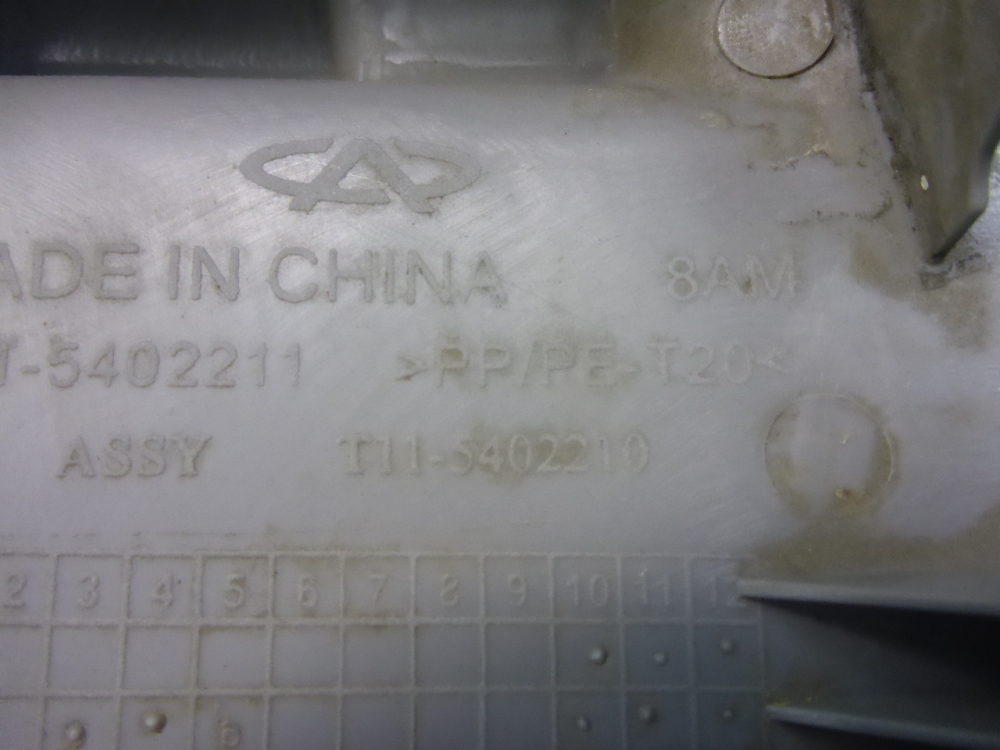 ADE IN CHINA 8AM
-5402211 >PP/PE-T20<
ASSY T11-5402210
2 3 4 5 6 7 8 9 10 11 12